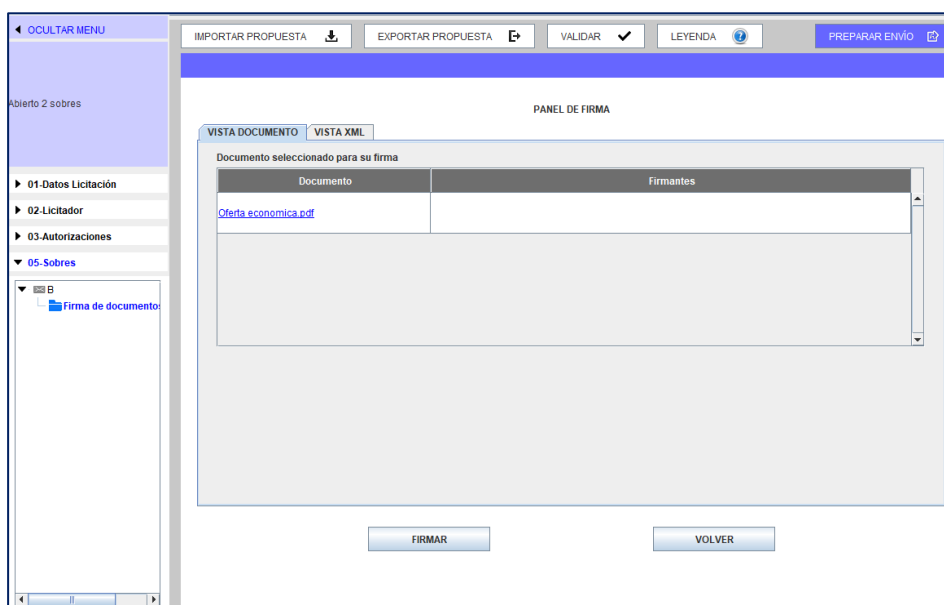 OCULTAR MENU
IMPORTAR PROPUESTA
EXPORTAR PROPUESTA
VALIDAR
LEYENDA
PREPARAR ENVÍO
Abierto 2 sobres
PANEL DE FIRMA
VISTA DOCUMENTO
VISTA XML
Documento seleccionado para su firma
Documento
Firmantes
Oferta economica.pdf
01-Datos Licitación
02-Licitador
03-Autorizaciones
05-Sobres
B
Firma de documentos
FIRMAR
VOLVER